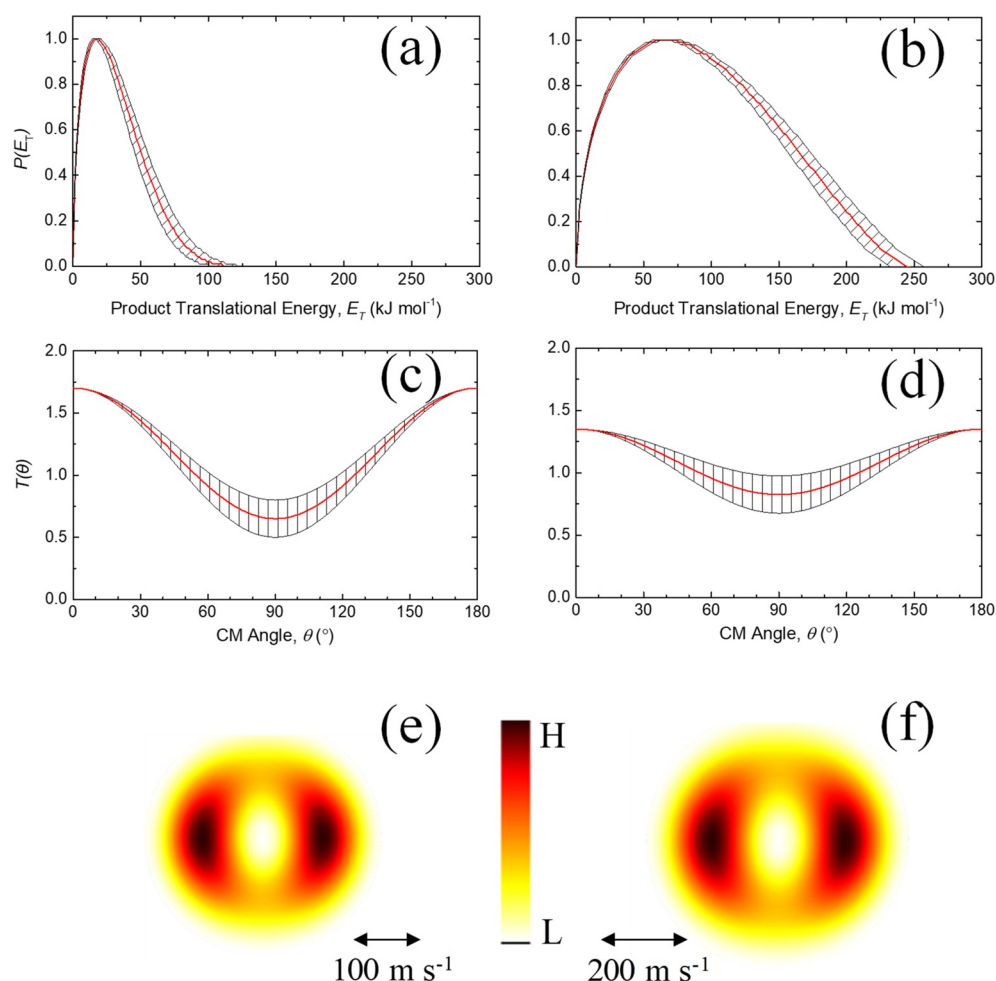 (a)
1.0
0.8
0.6
0.4
0.2
0.0
P(E_T)
0 50 100 150 200 250 300
Product Translational Energy, E_T (kJ mol⁻¹)
(b)
1.0
0.8
0.6
0.4
0.2
0.0
0 50 100 150 200 250 300
Product Translational Energy, E_T (kJ mol⁻¹)
(c)
2.0
1.5
1.0
0.5
0.0
T(θ)
0 30 60 90 120 150 180
CM Angle, θ (°)
(d)
2.0
1.5
1.0
0.5
0.0
0 30 60 90 120 150 180
CM Angle, θ (°)
(e)
100 m s⁻¹
H
L
(f)
200 m s⁻¹